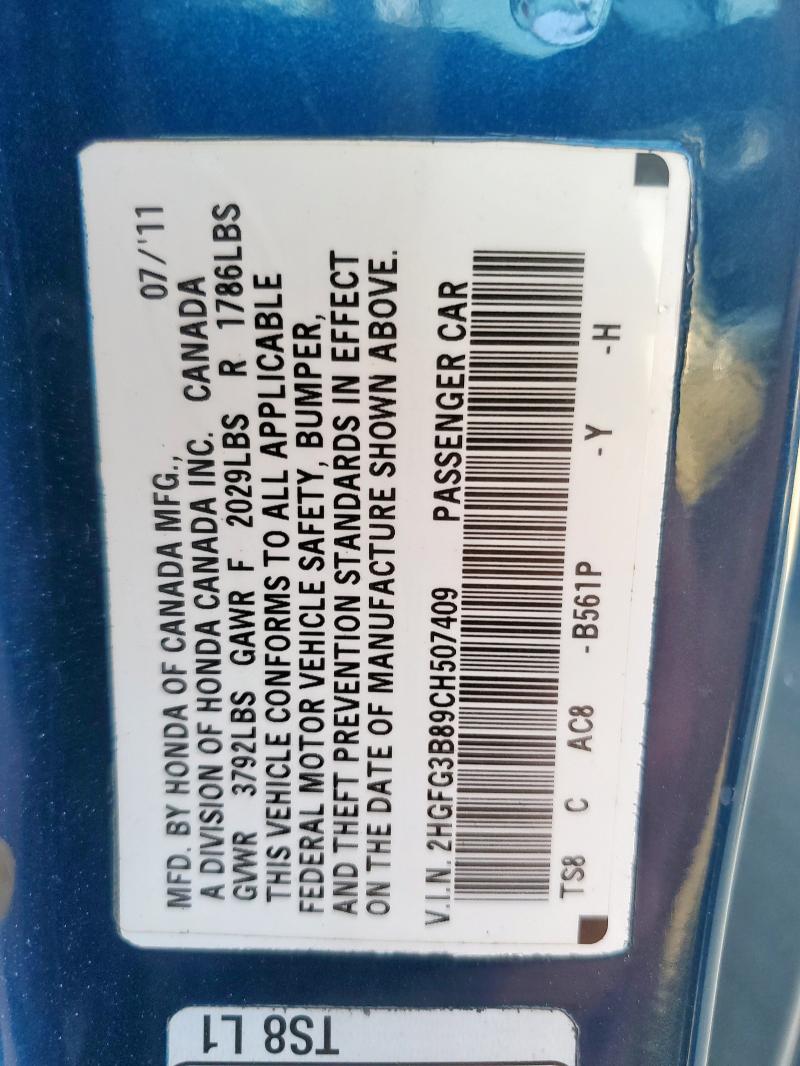 MFD. BY HONDA OF CANADA MFG., 07/'11
A DIVISION OF HONDA CANADA INC. CANADA
GVWR 3792LBS GAWR F 2029LBS R 1786LBS
THIS VEHICLE CONFORMS TO ALL APPLICABLE
FEDERAL MOTOR VEHICLE SAFETY, BUMPER,
AND THEFT PREVENTION STANDARDS IN EFFECT
ON THE DATE OF MANUFACTURE SHOWN ABOVE.
V.I.N. 2HGFG3B89CH507409 PASSENGER CAR
TS8 C AC8 -B561P -Y -H
TS8 L1